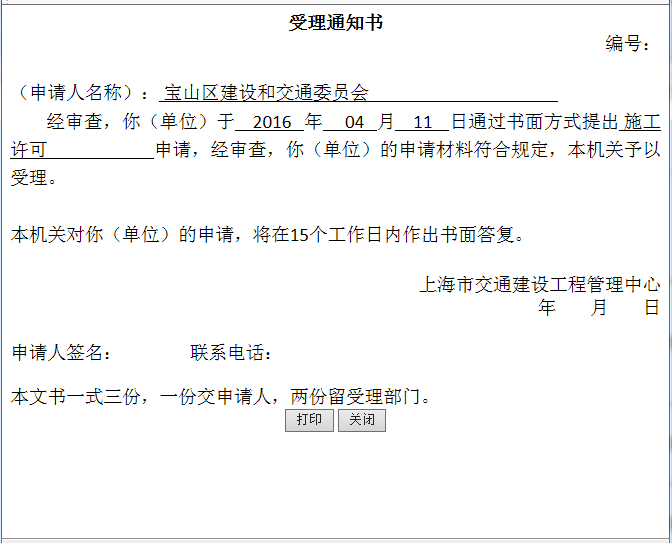 受理通知书
编号：
（申请人名称）：宝山区建设和交通委员会
经审查，你（单位）于 2016 年 04 月 11 日通过书面方式提出 施工
许可 申请，经审查，你（单位）的申请材料符合规定，本机关予以
受理。
本机关对你（单位）的申请，将在15个工作日内作出书面答复。
上海市交通建设工程管理中心
年 月 日
申请人签名： 联系电话：
本文书一式三份，一份交申请人，两份留受理部门。
打印 关闭